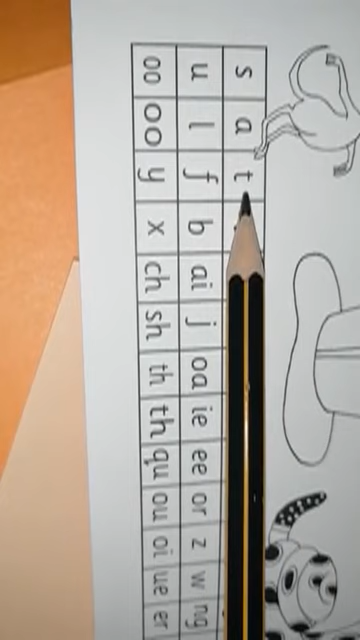 s a t
u l f b ai j oa ie ee or z w ng
oo oo y x ch sh th th qu ou oi ue er